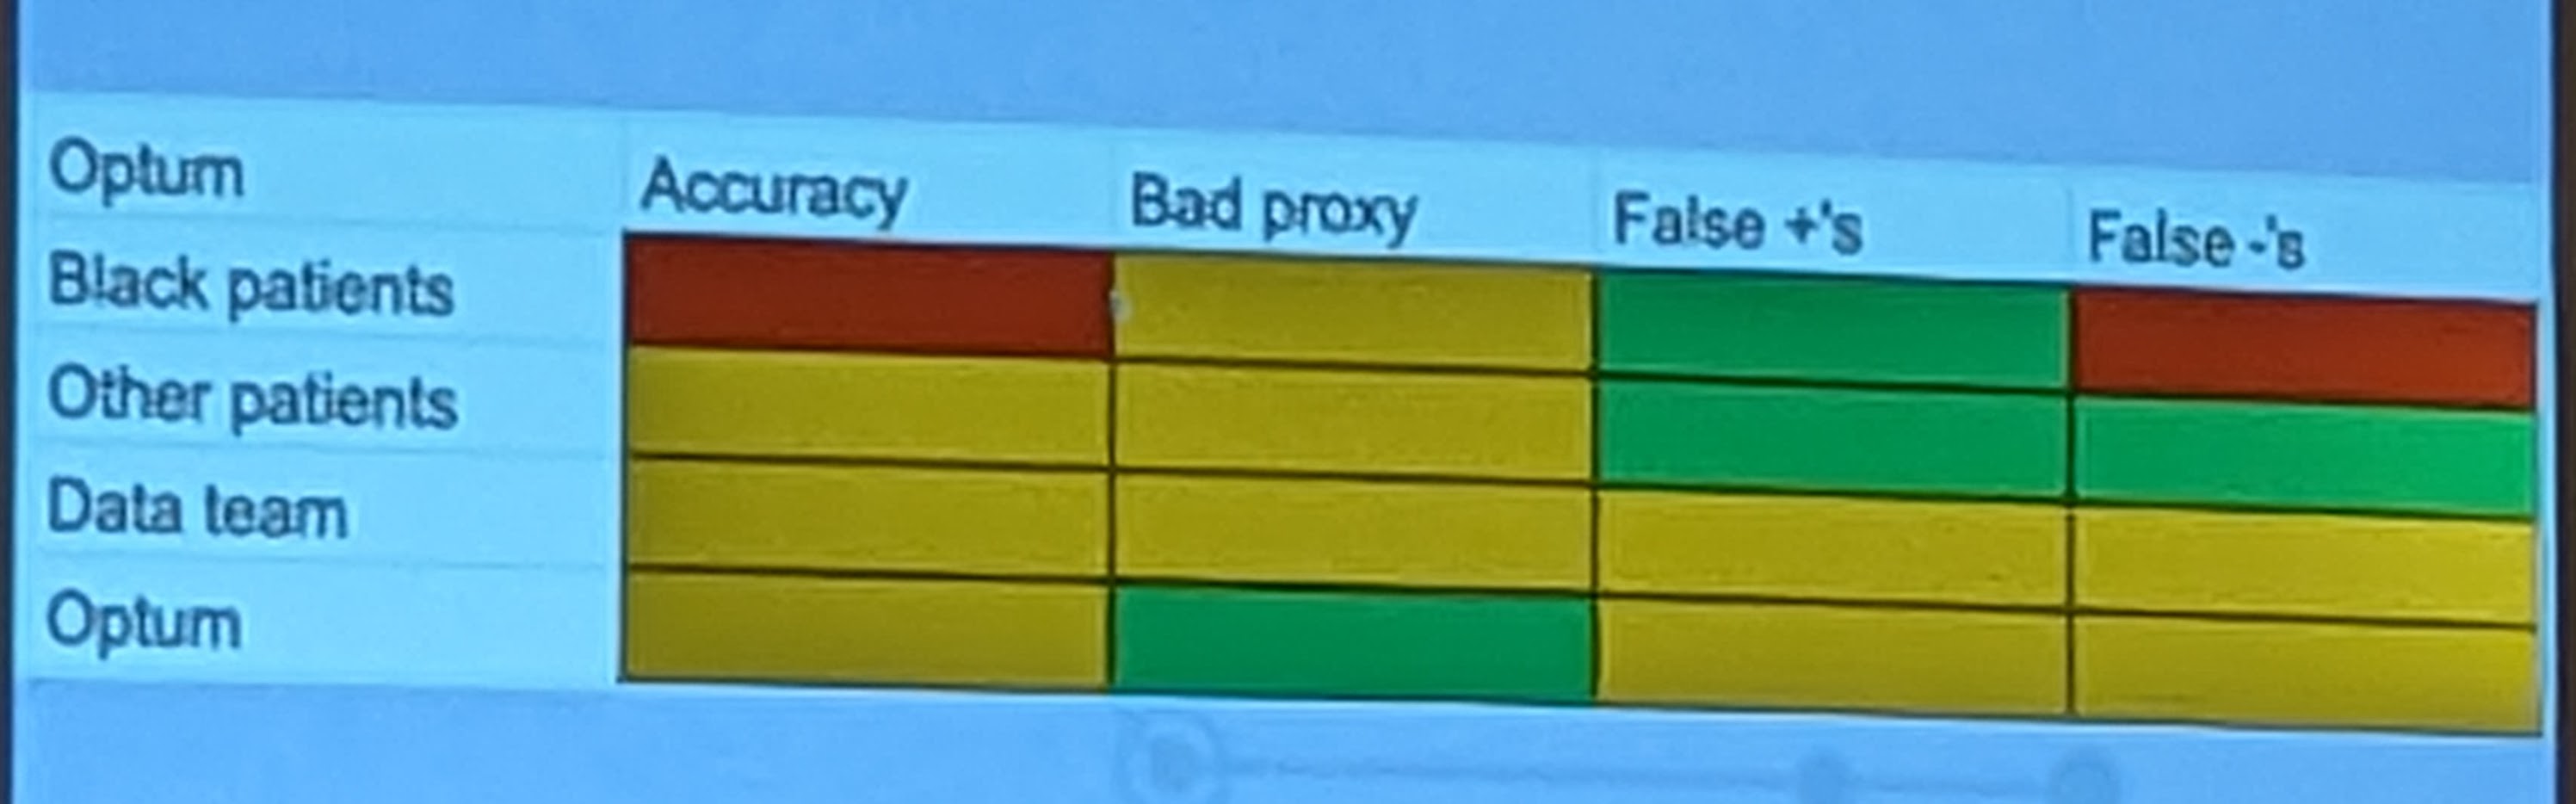 Optum Accuracy Bad proxy False +'s False -'s
Black patients
Other patients
Data team
Optum